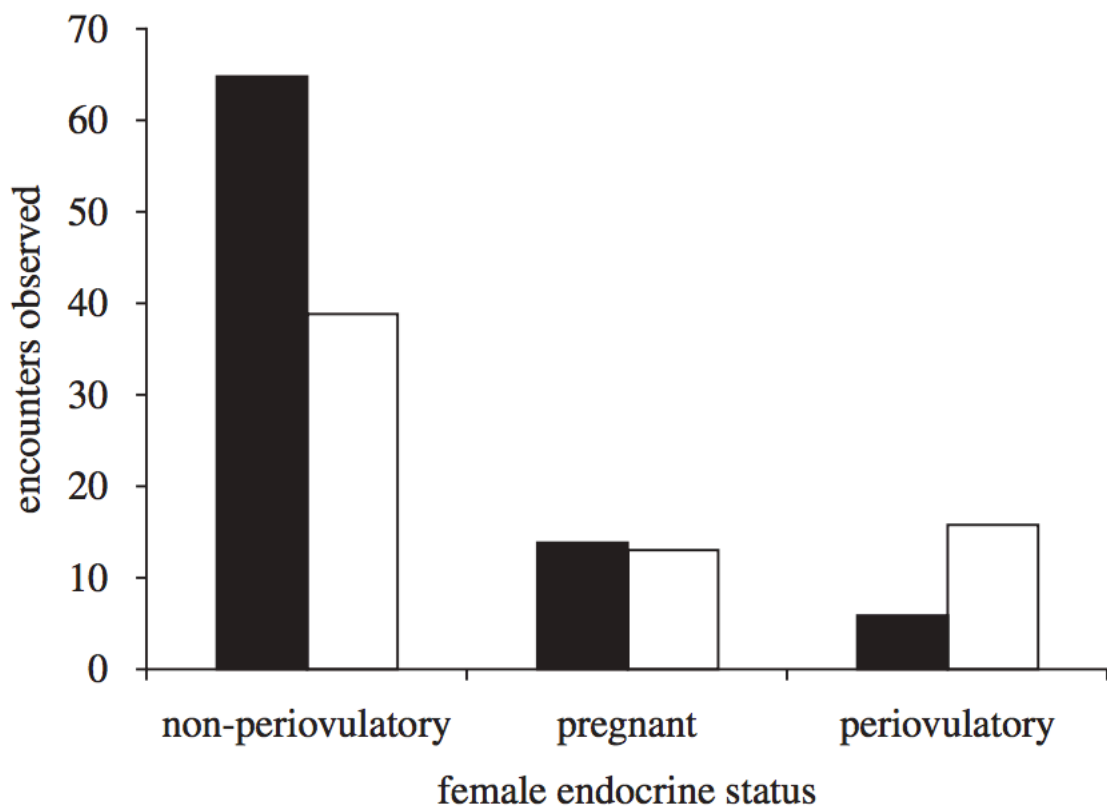 70
60
50
40
30
20
10
0
encounters observed
non-periovulatory pregnant periovulatory
female endocrine status